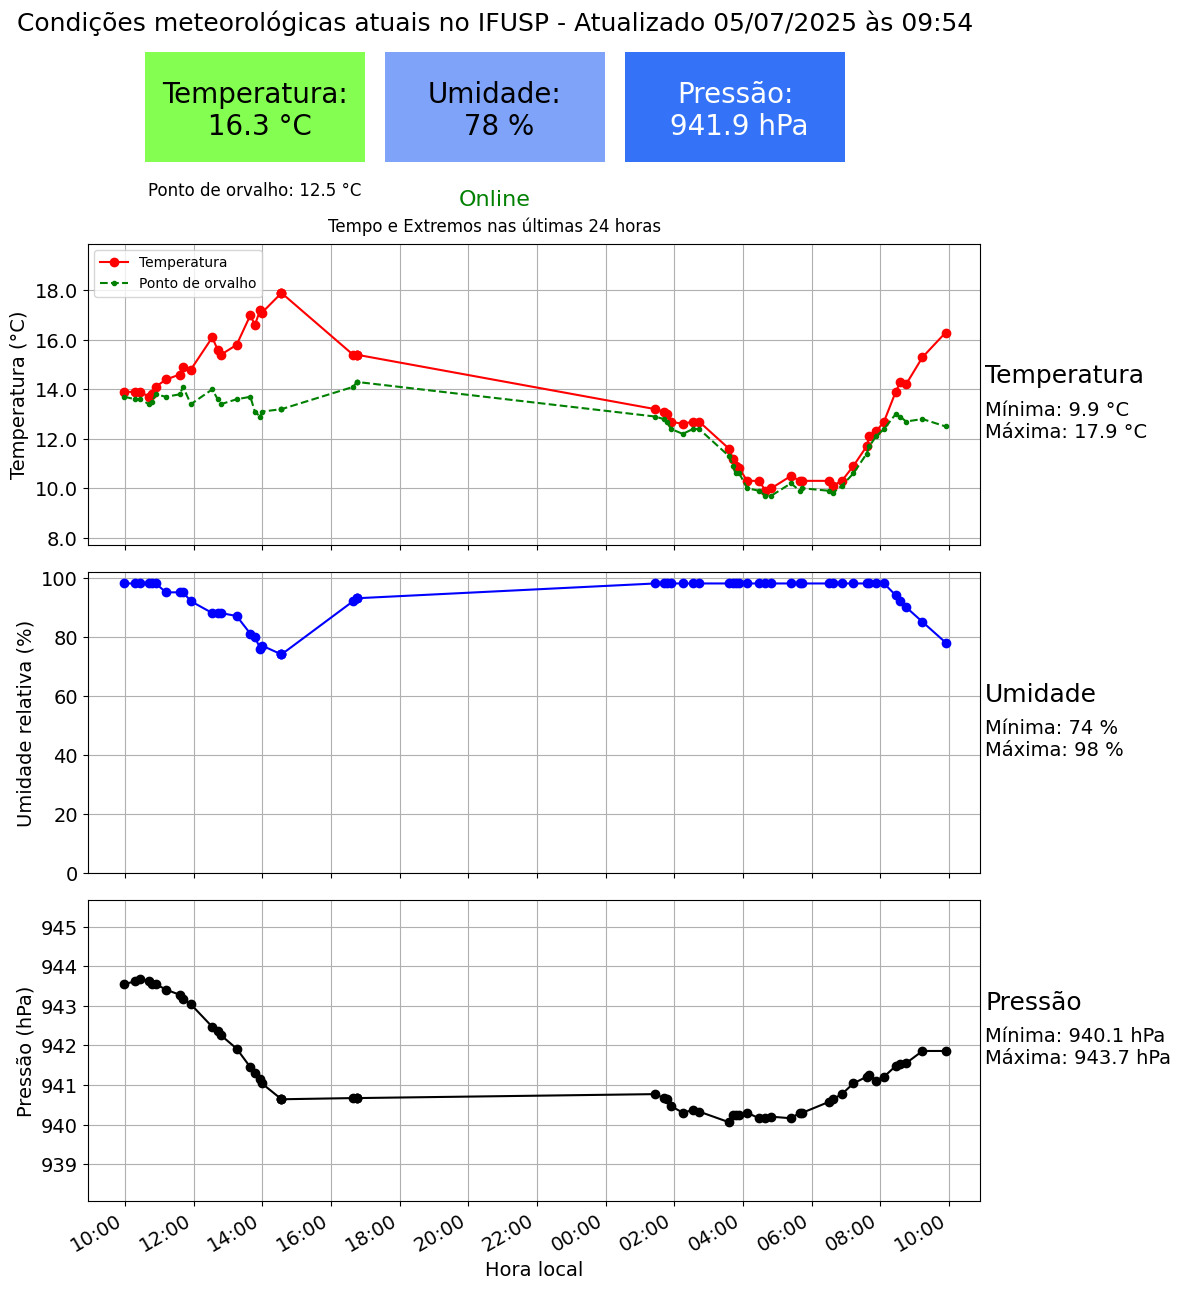 Condições meteorológicas atuais no IFUSP - Atualizado 05/07/2025 às 09:54
Temperatura:
16.3 °C
Umidade:
78 %
Pressão:
941.9 hPa
Ponto de orvalho: 12.5 °C
Online
Tempo e Extremos nas últimas 24 horas
Temperatura
Ponto de orvalho
Temperatura (°C)
18.0
16.0
14.0
12.0
10.0
8.0
Temperatura
Mínima: 9.9 °C
Máxima: 17.9 °C
Umidade relativa (%)
100
80
60
40
20
0
Umidade
Mínima: 74 %
Máxima: 98 %
Pressão (hPa)
945
944
943
942
941
940
939
Pressão
Mínima: 940.1 hPa
Máxima: 943.7 hPa
10:00
12:00
14:00
16:00
18:00
20:00
22:00
00:00
02:00
04:00
06:00
08:00
10:00
Hora local